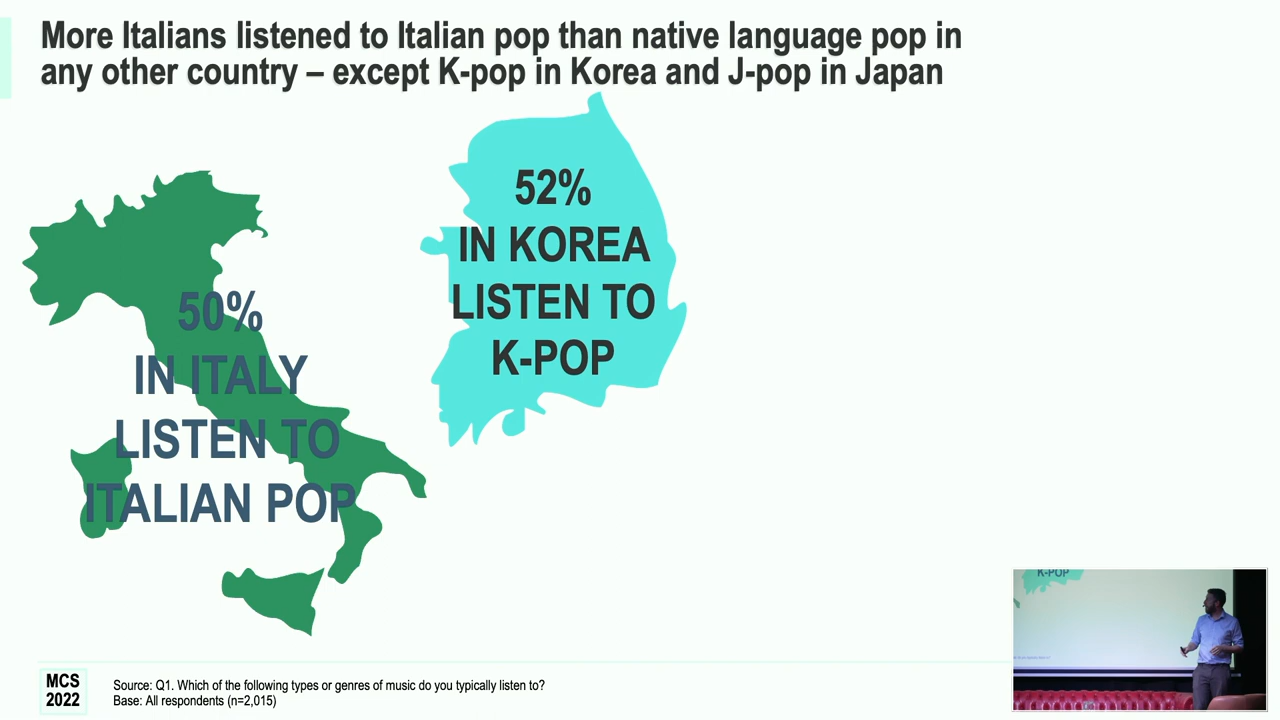 More Italians listened to Italian pop than native language pop in
any other country – except K-pop in Korea and J-pop in Japan
50%
IN ITALY
LISTEN TO
ITALIAN POP
52%
IN KOREA
LISTEN TO
K-POP
K-POP
MCS
2022
Source: Q1. Which of the following types or genres of music do you typically listen to?
Base: All respondents (n=2,015)